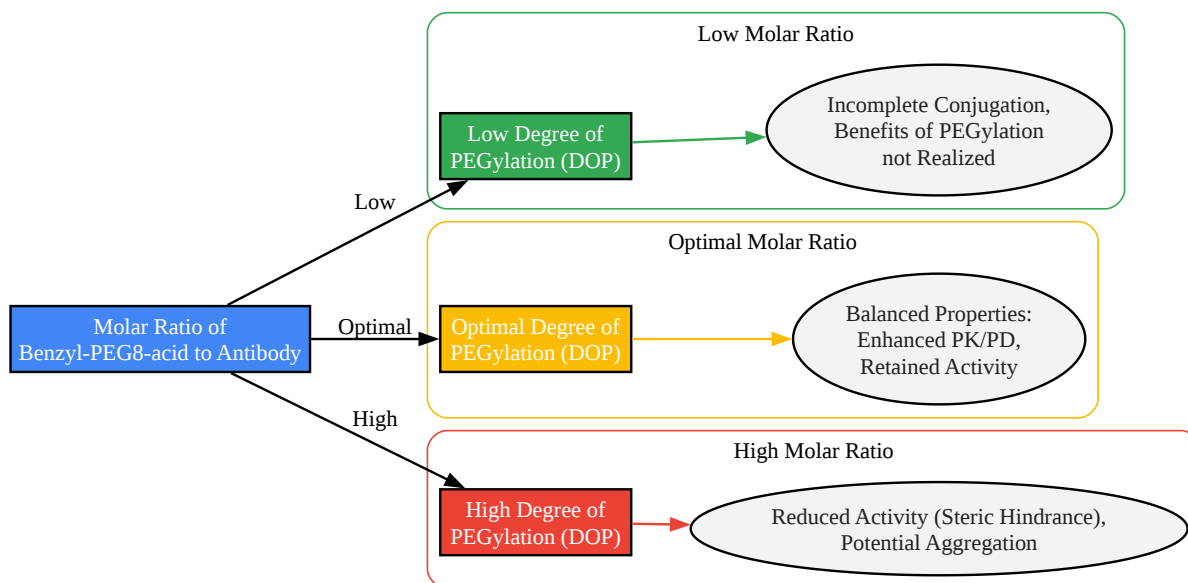 Low Molar Ratio
Low Degree of
PEGylation (DOP)
Incomplete Conjugation,
Benefits of PEGylation
not Realized
Low
Optimal Molar Ratio
Molar Ratio of
Benzyl-PEG8-acid to Antibody
Optimal
Optimal Degree of
PEGylation (DOP)
Balanced Properties:
Enhanced PK/PD,
Retained Activity
High
High Molar Ratio
High Degree of
PEGylation (DOP)
Reduced Activity (Steric Hindrance),
Potential Aggregation